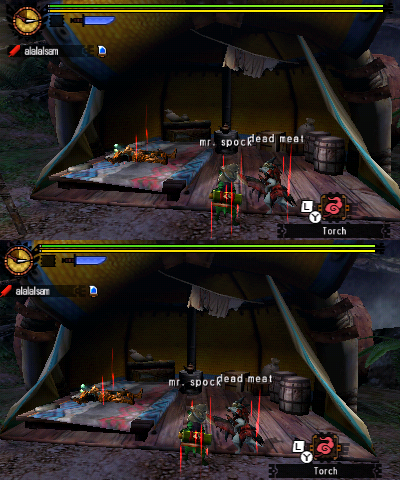 alalalsam
mr. spock
dead meat
L
Y
Torch
alalalsam
mr. spock
dead meat
L
Y
Torch